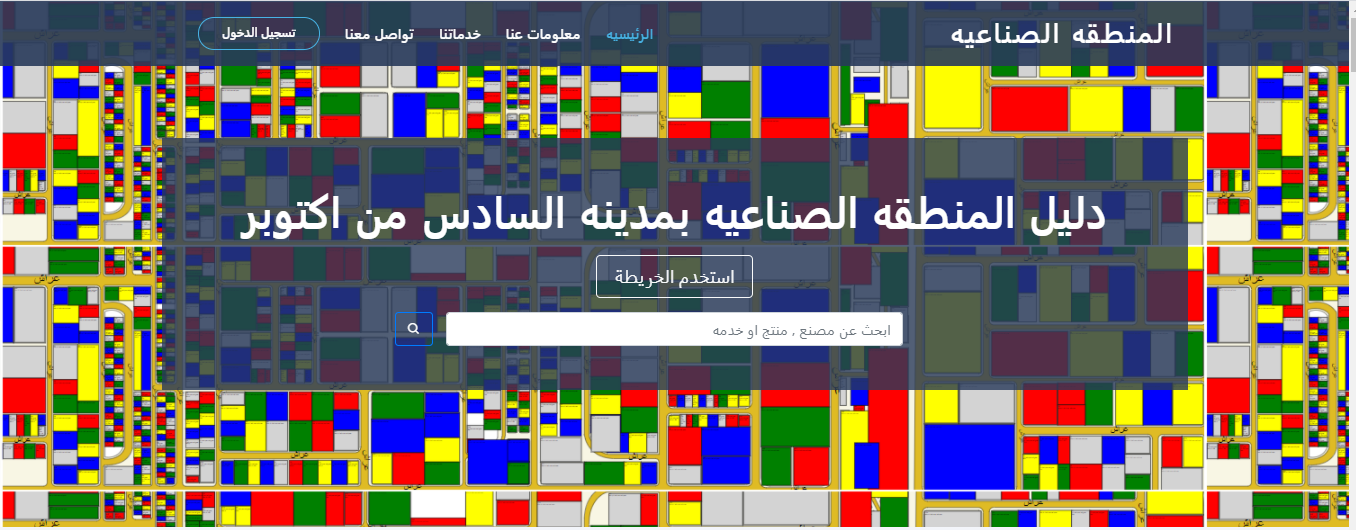 المنطقه الصناعيه
الرئيسيه معلومات عنا خدماتنا تواصل معنا تسجيل الدخول
دليل المنطقه الصناعيه بمدينه السادس من اكتوبر
استخدم الخريطة
ابحث عن مصنع , منتج او خدمه